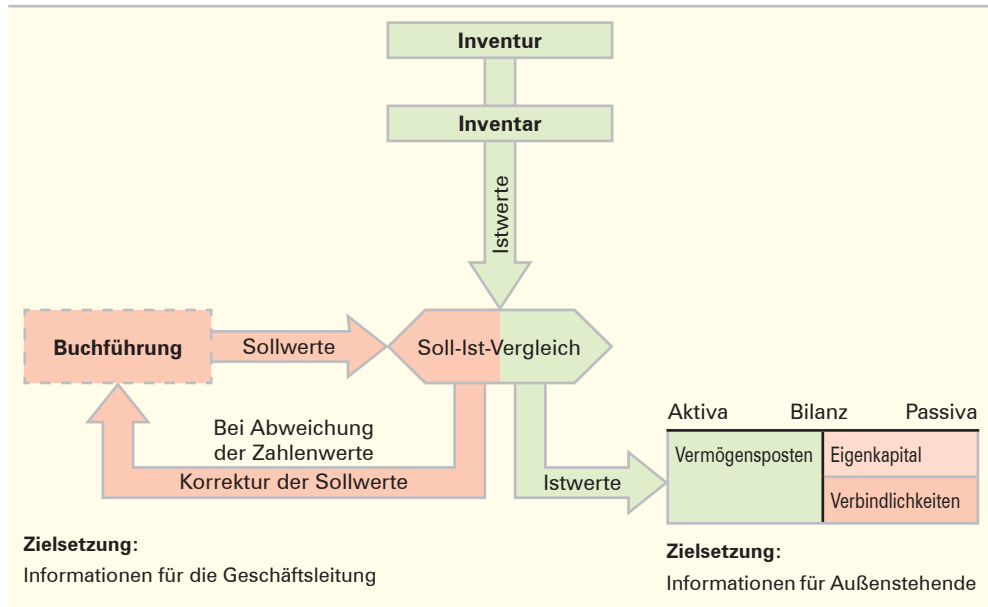 Inventur
Inventar
Istwerte
Buchführung
Sollwerte
Soll-Ist-Vergleich
Bei Abweichung
der Zahlenwerte
Korrektur der Sollwerte
Istwerte
Aktiva Bilanz Passiva
Vermögensposten Eigenkapital
Verbindlichkeiten
Zielsetzung:
Informationen für die Geschäftsleitung
Zielsetzung:
Informationen für Außenstehende